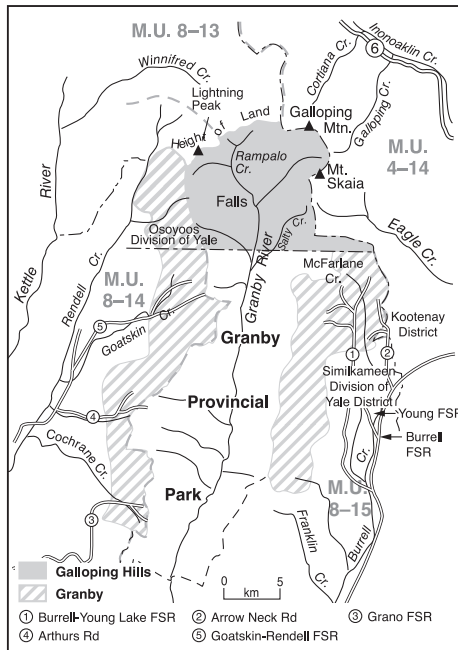 M.U. 8–13
Winnifred Cr.
Lightning
Peak
Height of Land
Cortiana Cr.
Inonoaklin Cr.
6
Galloping
Mtn.
Galloping Cr.
M.U.
4–14
Rampalo
Cr.
Mt.
Skaia
Falls
River
Kettle
Rendell Cr.
Osoyoos
Division of Yale
Salty Cr.
Eagle Cr.
M.U.
8–14
McFarlane
Cr.
Granby River
Kootenay
District
5
Goatskin Cr.
Granby
1
2
Similkameen
Division of
Yale District
Provincial
Young FSR
4
Burrell
FSR
Cochrane Cr.
Cr.
Park
M.U.
8–15
3
Franklin
Cr.
Burrell
Galloping Hills
Granby
0 5
km
1 Burrell-Young Lake FSR 2 Arrow Neck Rd 3 Grano FSR
4 Arthurs Rd 5 Goatskin-Rendell FSR